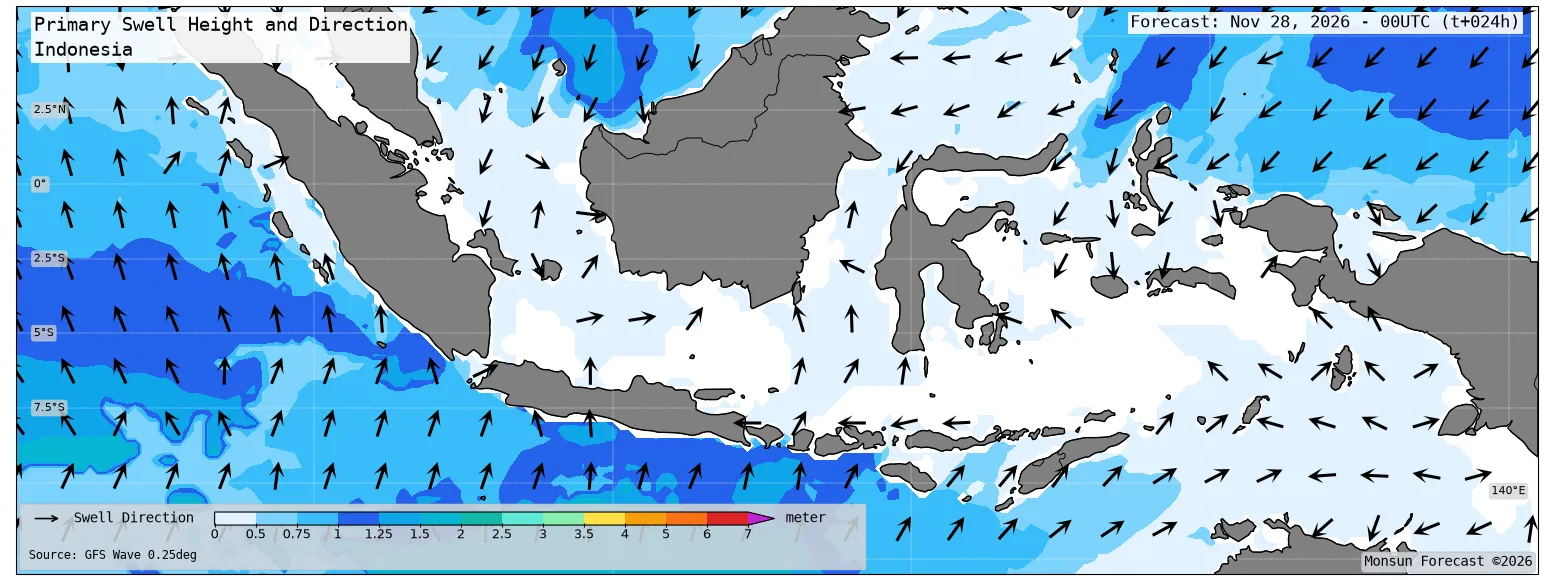 Primary Swell Height and Direction
Indonesia
Forecast: Nov 28, 2026 - 00UTC (t+024h)
2.5°N
0°
2.5°S
5°S
7.5°S
140°E
Swell Direction
meter
0 0.5 0.75 1 1.25 1.5 2 2.5 3 3.5 4 5 6 7
Source: GFS Wave 0.25deg
Monsun Forecast ©2026